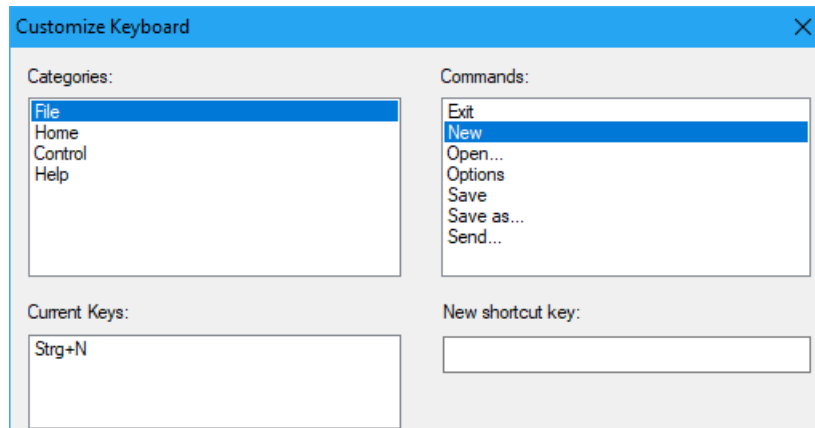 Customize Keyboard
Categories:
File
Home
Control
Help
Commands:
Exit
New
Open...
Options
Save
Save as...
Send...
Current Keys:
Strg+N
New shortcut key: